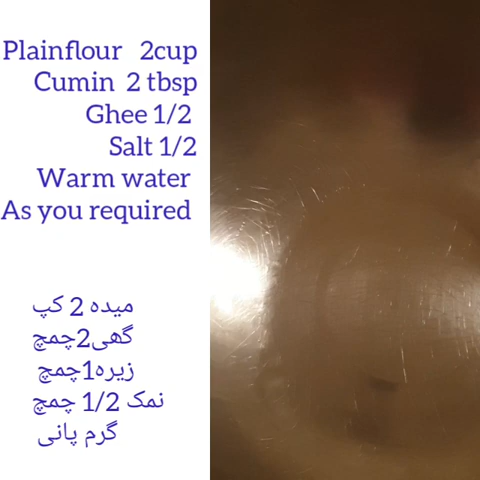 Plainflour 2cup
Cumin 2 tbsp
Ghee 1/2
Salt 1/2
Warm water
As you required
میدہ 2 کپ
گھی2چمچ
زیرہ1چمچ
نمک 1/2 چمچ
گرم پانی